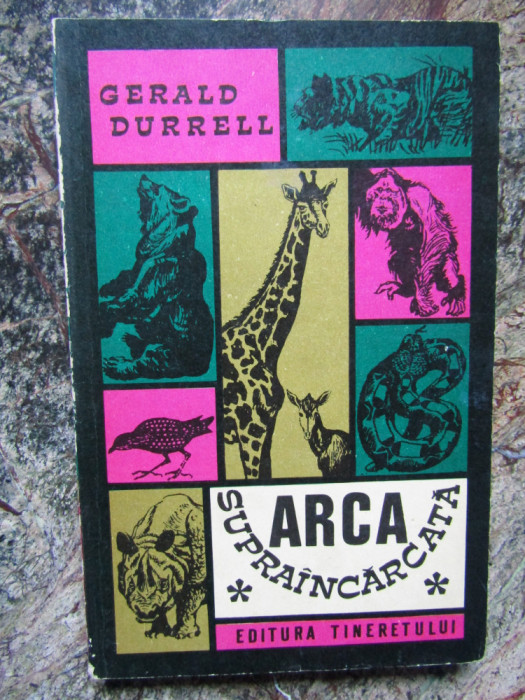 GERALD
DURRELL
ARCA
SUPRAÎNCĂRCATĂ
* *
EDITURA TINERETULUI